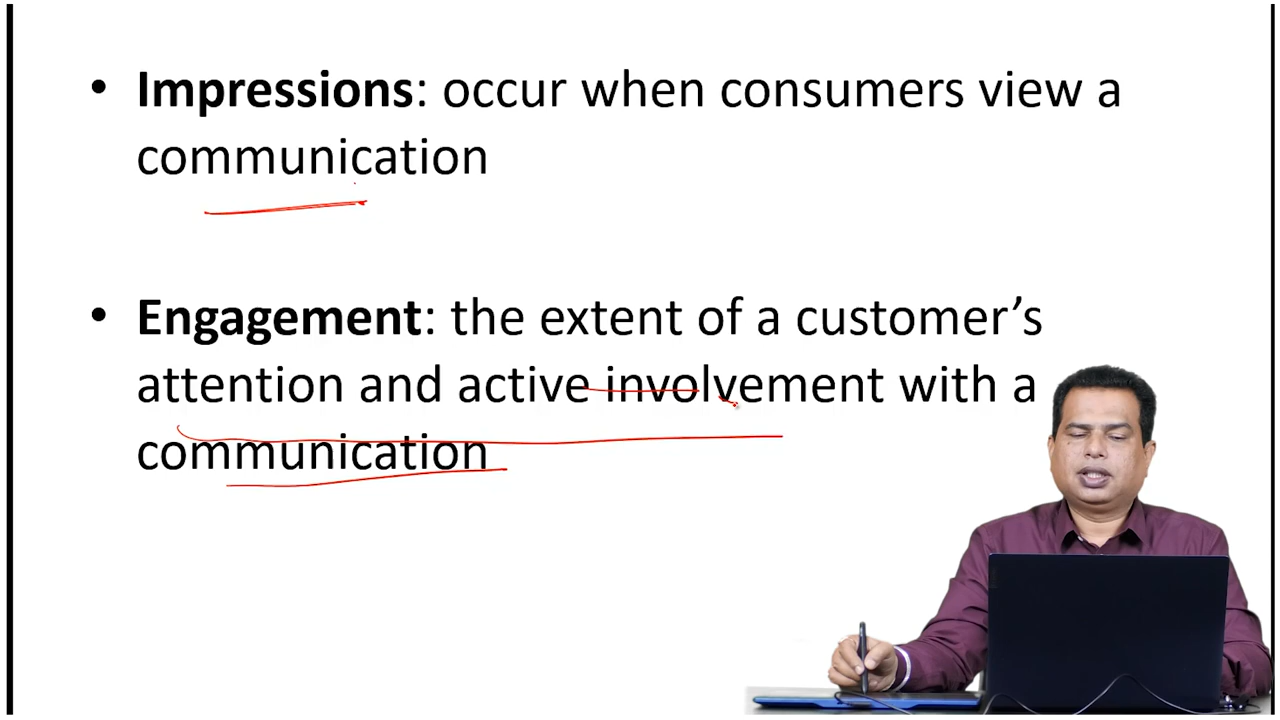 • Impressions: occur when consumers view a
communication
• Engagement: the extent of a customer’s
attention and active involvement with a
communication